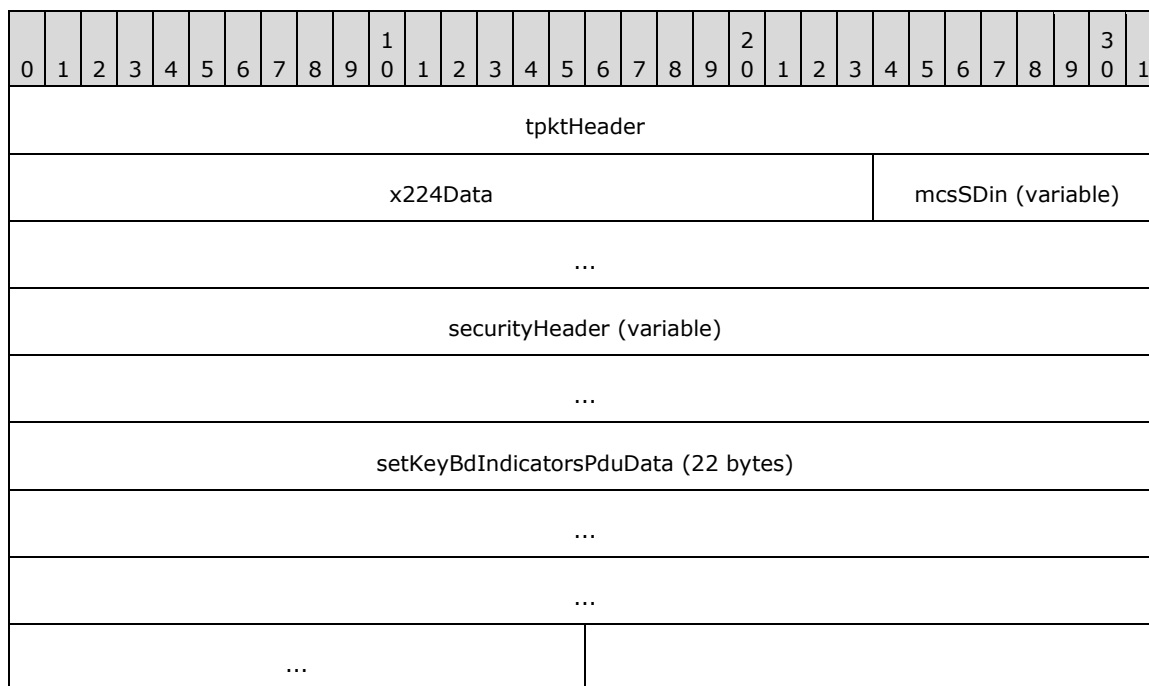 1 2 3
0 1 2 3 4 5 6 7 8 9 0 1 2 3 4 5 6 7 8 9 0 1 2 3 4 5 6 7 8 9 0 1
tpktHeader
x224Data mcsSDin (variable)
...
securityHeader (variable)
...
setKeyBdIndicatorsPduData (22 bytes)
...
...
...